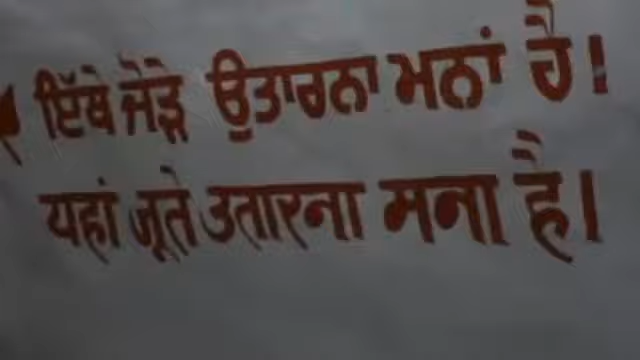 ਇੱਥੇ ਜੋੜੇ ਉਤਾਰਨਾ ਮਨਾਂ ਹੈ!
यहां जूते उतारना मना है।